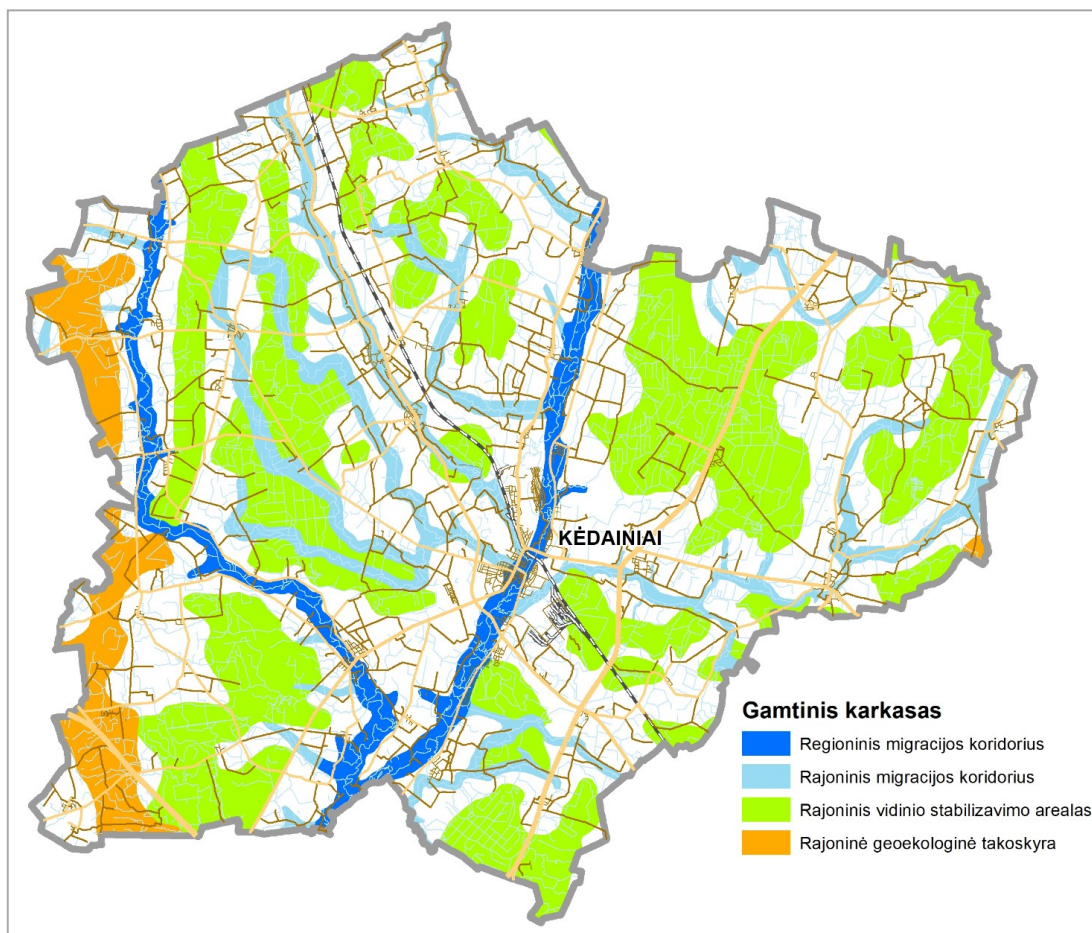 KĖDAINIAI
Gamtinis karkasas
Regioninis migracijos koridorius
Rajoninis migracijos koridorius
Rajoninis vidinio stabilizavimo arealas
Rajoninė geoekologinė takoskyra